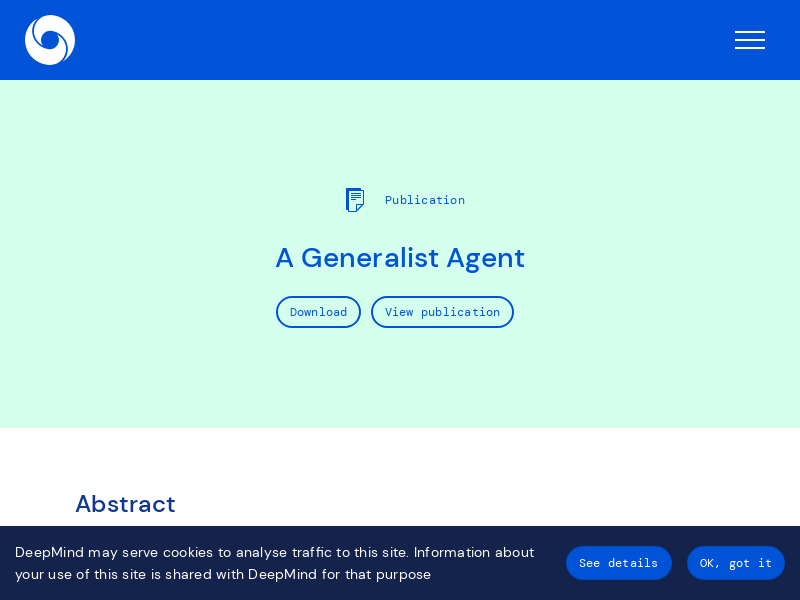 Publication
A Generalist Agent
Download
View publication
Abstract
DeepMind may serve cookies to analyse traffic to this site. Information about
your use of this site is shared with DeepMind for that purpose
See details
OK, got it